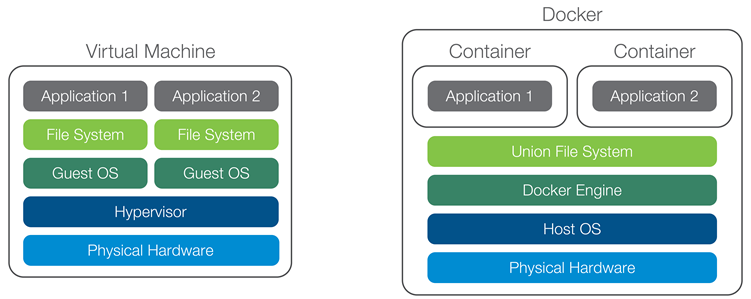 Virtual Machine
Application 1
Application 2
File System
File System
Guest OS
Guest OS
Hypervisor
Physical Hardware
Docker
Container
Container
Application 1
Application 2
Union File System
Docker Engine
Host OS
Physical Hardware